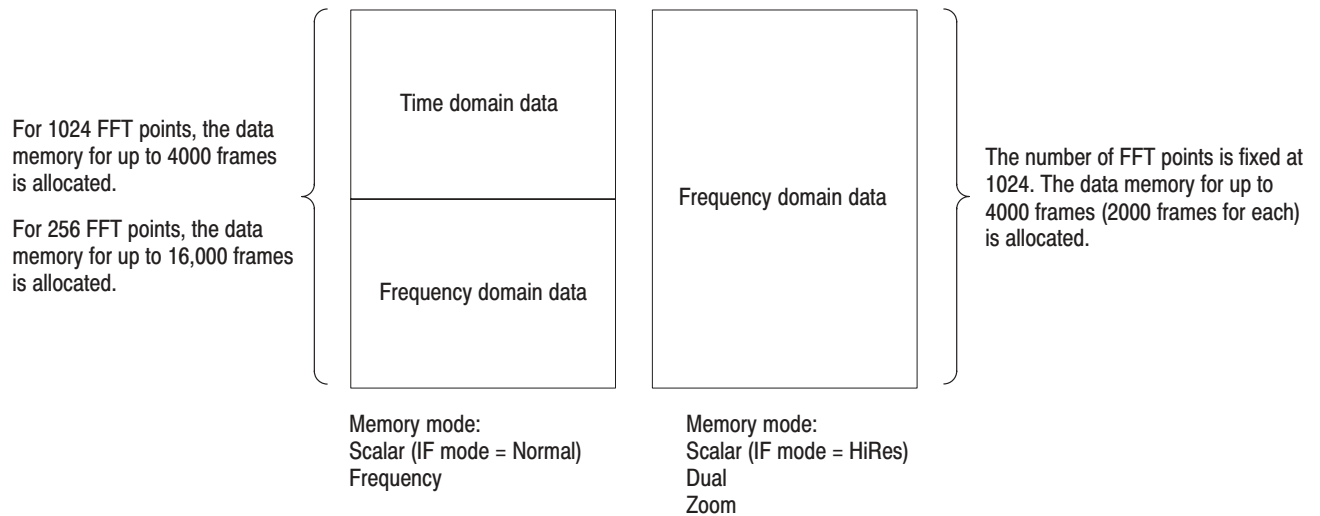 For 1024 FFT points, the data
memory for up to 4000 frames
is allocated.
For 256 FFT points, the data
memory for up to 16,000 frames
is allocated.
Time domain data
Frequency domain data
Memory mode:
Scalar (IF mode = Normal)
Frequency
Frequency domain data
Memory mode:
Scalar (IF mode = HiRes)
Dual
Zoom
The number of FFT points is fixed at
1024. The data memory for up to
4000 frames (2000 frames for each)
is allocated.